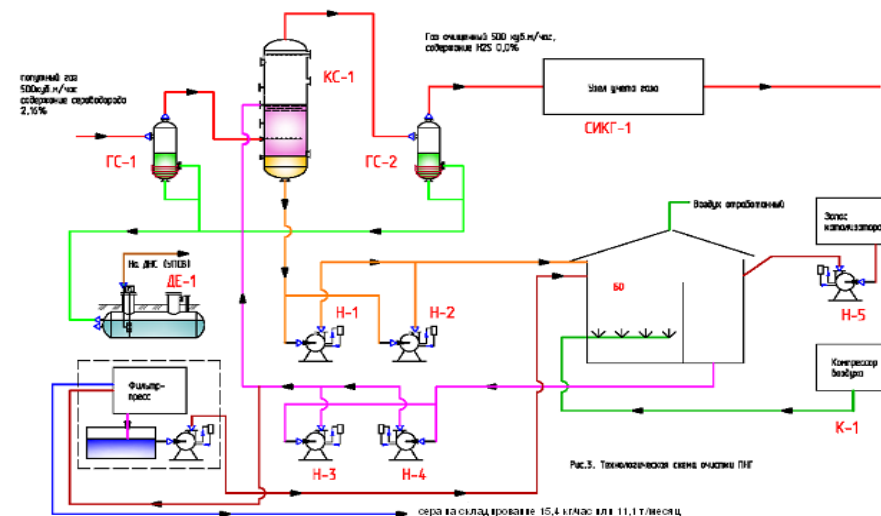 Газ очищенный 500 куб.м/час,
содержание H2S 0,0%
КС-1
попутный газ
500куб.м/час
содержание сероводорода
2,16%
Узел учета газа
СИКГ-1
ГС-1
ГС-2
Воздух отработанный
Запас
катализатора
На ДНС (УПСВ)
ДЕ-1
БО
Н-5
Н-1
Н-2
Компрессор
воздуха
Фильтр-
пресс
К-1
Н-3
Н-4
Рис.3. Технологическая схема очистки ПНГ
сера на складирование 15,4 кг/час или 11,1 т/месяц